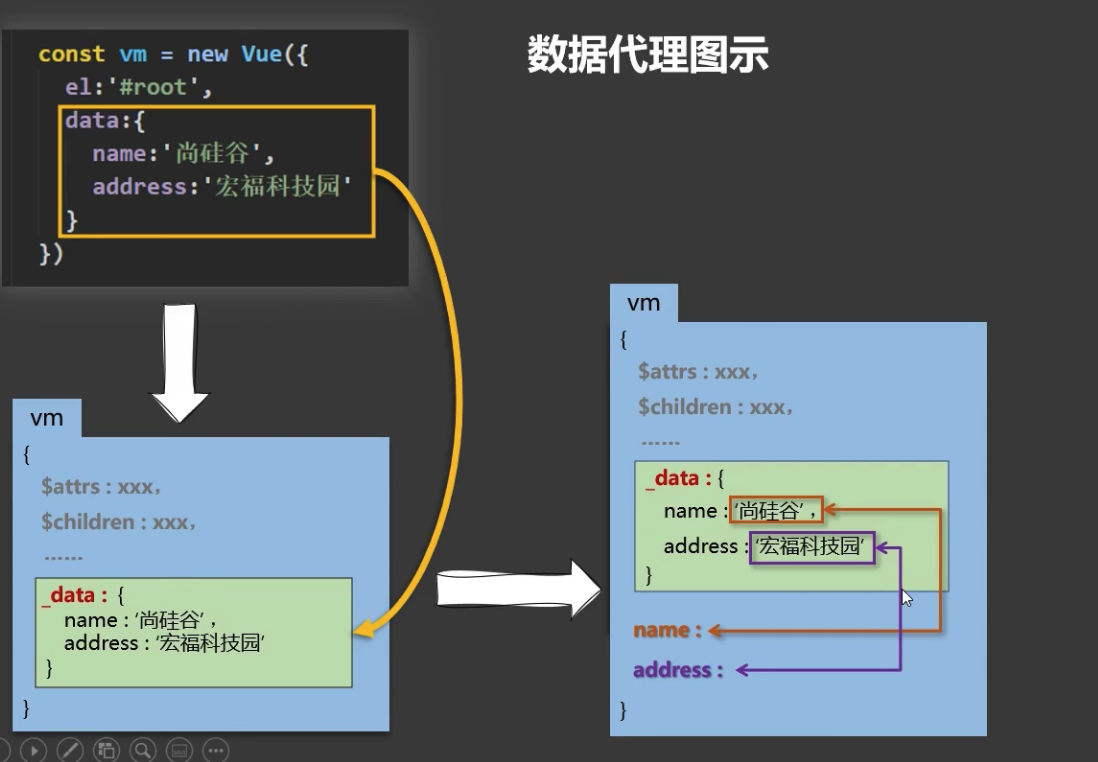 数据代理图示
const vm = new Vue({
el:'#root',
data:{
name:'尚硅谷',
address:'宏福科技园'
}
})
vm
{
$attrs : xxx，
$children : xxx，
……
_data : {
name : ‘尚硅谷’ ，
address : ‘宏福科技园’
}
}
vm
{
$attrs : xxx，
$children : xxx，
……
_data : {
name : ‘尚硅谷’ ，
address : ‘宏福科技园’
}
name :
address :
}